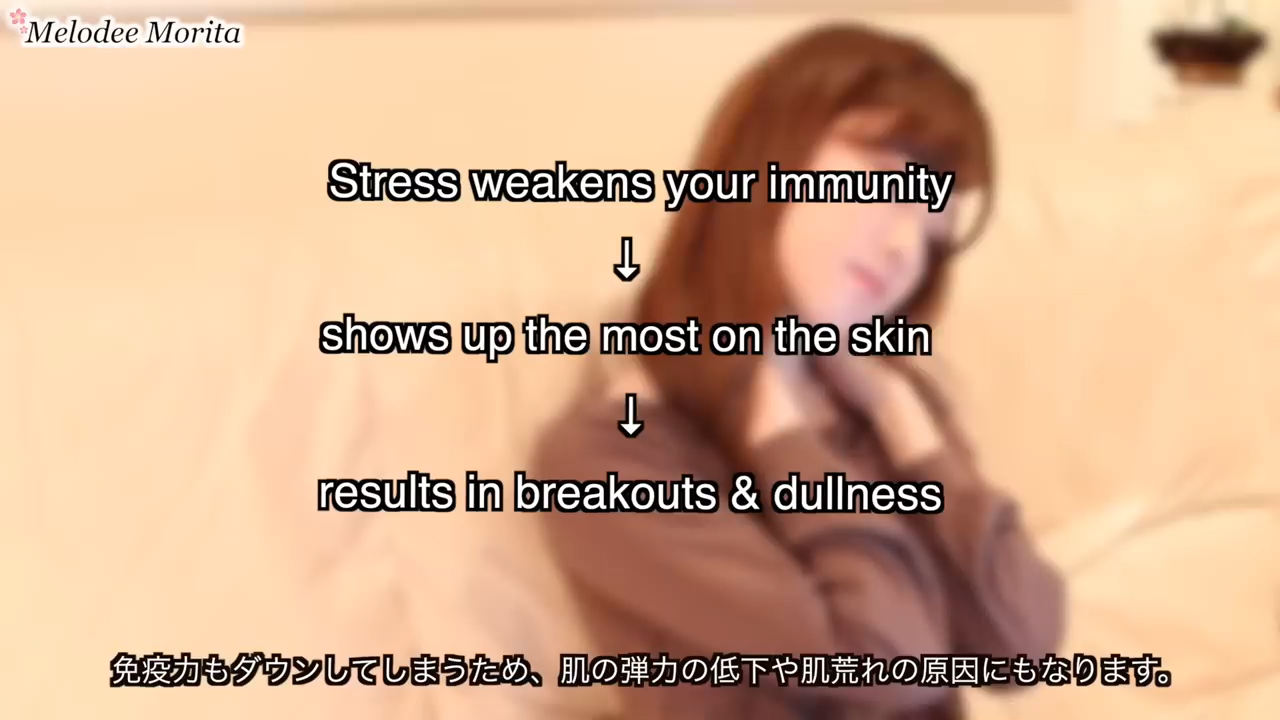 Melodee Morita
Stress weakens your immunity
↓
shows up the most on the skin
↓
results in breakouts & dullness
免疫力もダウンしてしまうため、肌の弾力の低下や肌荒れの原因にもなります。